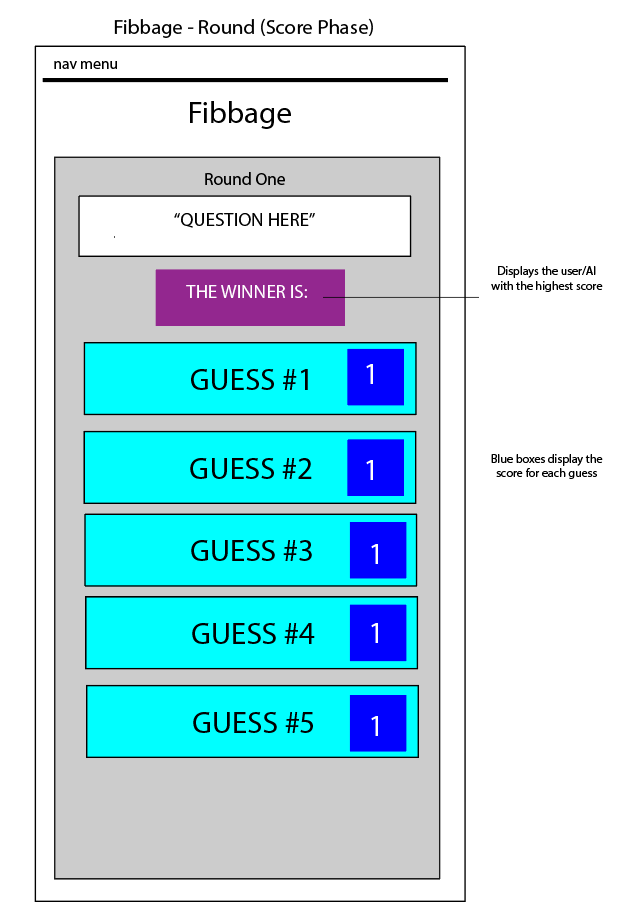 Fibbage - Round (Score Phase)
nav menu
Fibbage
Round One
“QUESTION HERE”
.
THE WINNER IS:
Displays the user/AI
with the highest score
GUESS #1
1
GUESS #2
1
Blue boxes display the
score for each guess
GUESS #3
1
GUESS #4
1
GUESS #5
1